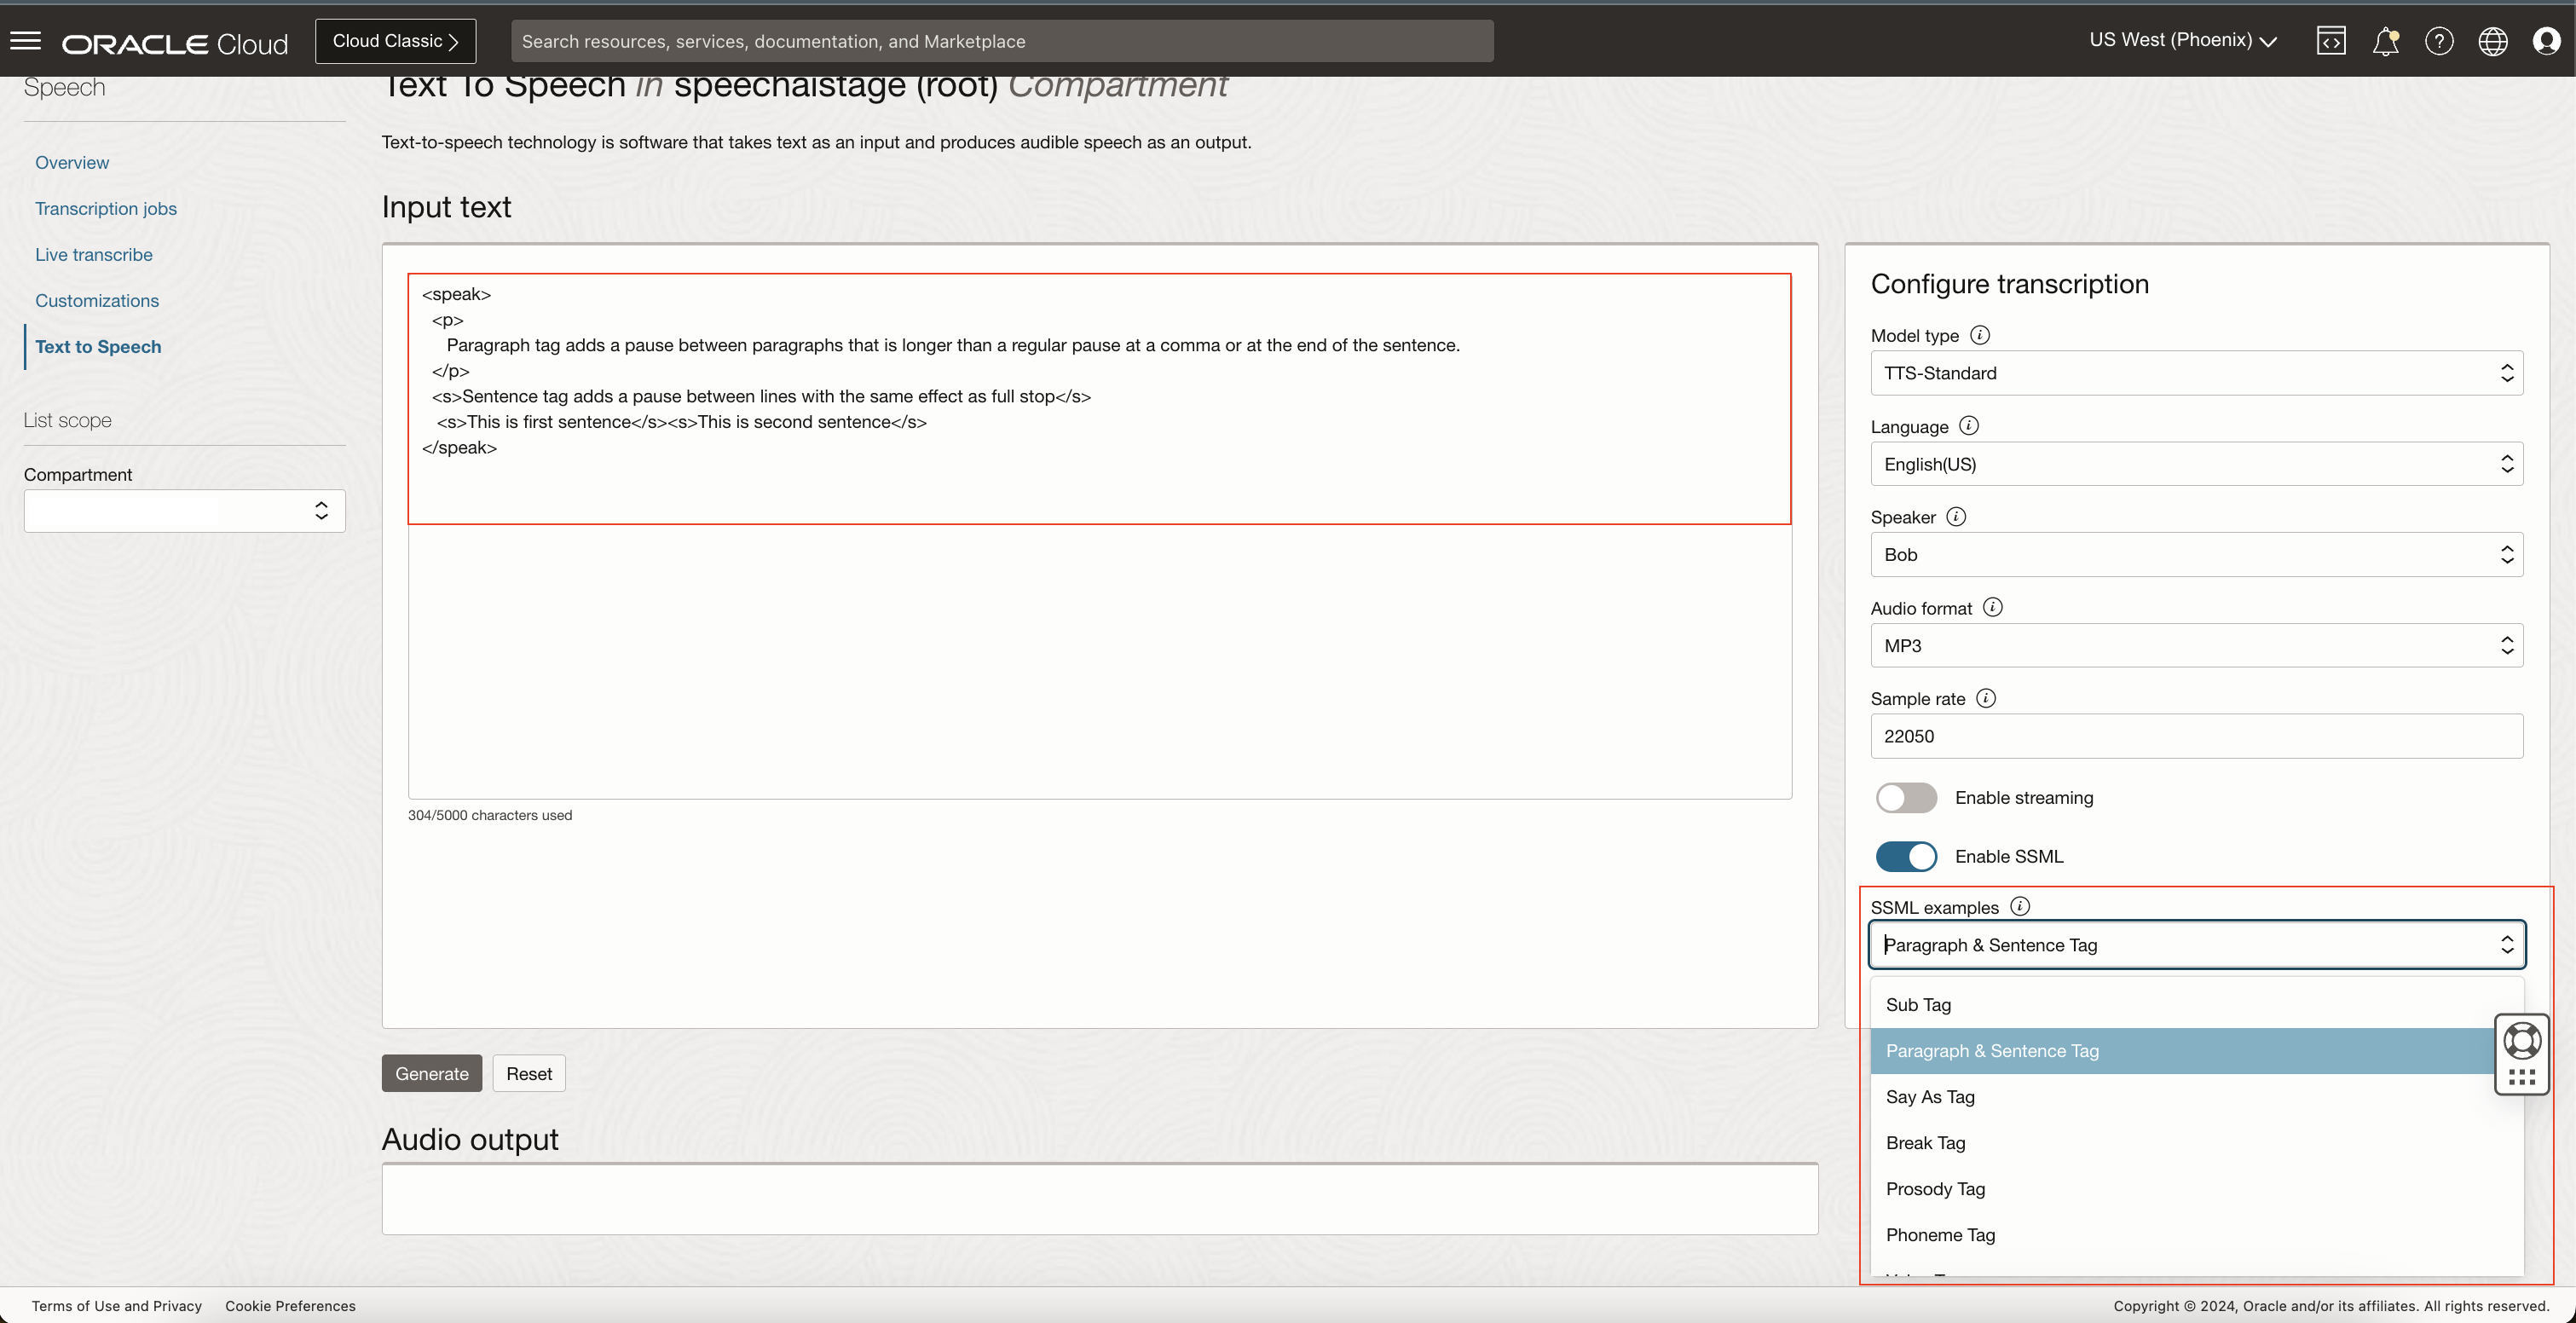 ORACLE Cloud
Cloud Classic
Search resources, services, documentation, and Marketplace
US West (Phoenix)
Speech
Overview
Transcription jobs
Live transcribe
Customizations
Text to Speech
List scope
Compartment
Text To Speech in speechaistage (root) Compartment
Text-to-speech technology is software that takes text as an input and produces audible speech as an output.
Input text
<speak>
<p>
Paragraph tag adds a pause between paragraphs that is longer than a regular pause at a comma or at the end of the sentence.
</p>
<s>Sentence tag adds a pause between lines with the same effect as full stop</s>
<s>This is first sentence</s><s>This is second sentence</s>
</speak>
304/5000 characters used
Generate
Reset
Audio output
Configure transcription
Model type
TTS-Standard
Language
English(US)
Speaker
Bob
Audio format
MP3
Sample rate
22050
Enable streaming
Enable SSML
SSML examples
Paragraph & Sentence Tag
Sub Tag
Paragraph & Sentence Tag
Say As Tag
Break Tag
Prosody Tag
Phoneme Tag
Terms of Use and Privacy
Cookie Preferences
Copyright © 2024, Oracle and/or its affiliates. All rights reserved.